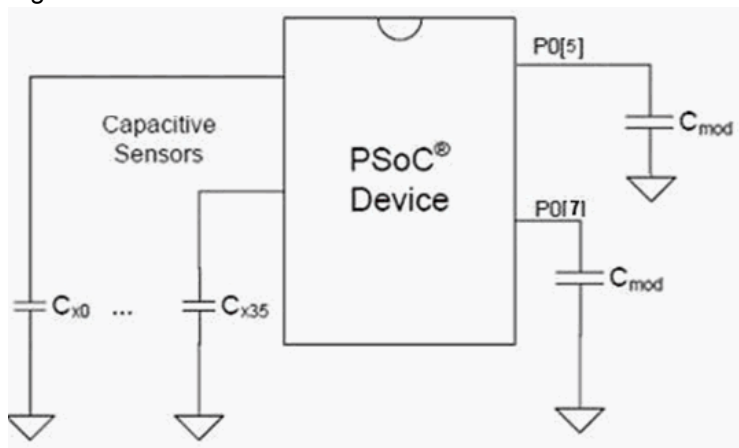 P0[5]
Cmod
Capacitive
Sensors
PSoC®
Device
P0[7]
Cmod
Cx0 ... Cx35